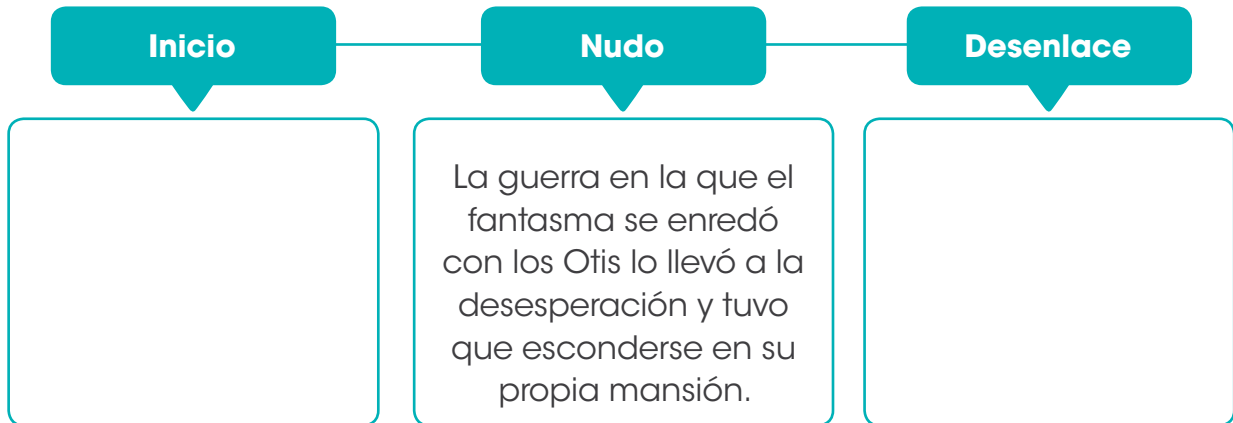 Inicio
Nudo
Desenlace
La guerra en la que el
fantasma se enredó
con los Otis lo llevó a la
desesperación y tuvo
que esconderse en su
propia mansión.